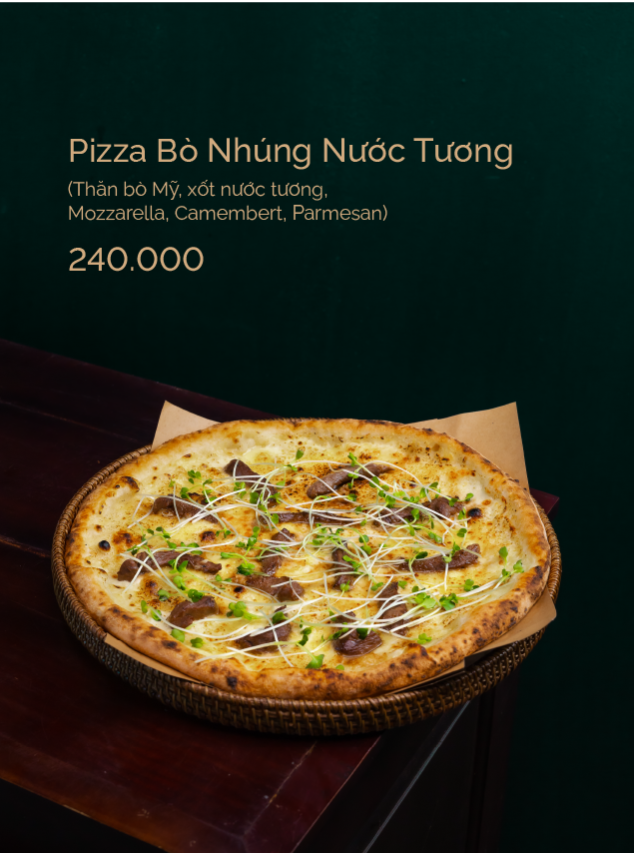 Pizza Bò Nhúng Nước Tương
(Thăn bò Mỹ, xốt nước tương,
Mozzarella, Camembert, Parmesan)
240.000